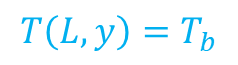 T(L, y) = T_b